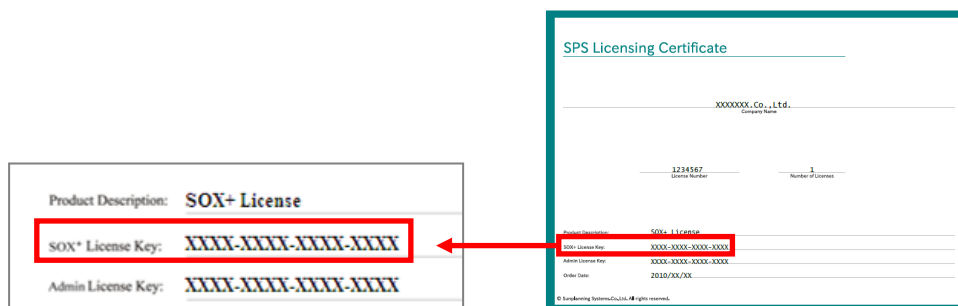 SPS Licensing Certificate
XXXXXXX.Co.,Ltd.
Company Name
1234567
License Number
1
Number of Licenses
Product Description: SOX+ License
SOX+ License Key: XXXX-XXXX-XXXX-XXXX
Admin License Key: XXXX-XXXX-XXXX-XXXX
Order Date: 2010/XX/XX
© Sunplanning Systems.Co.,Ltd. All rights reserved.
Product Description: SOX+ License
SOX+ License Key: XXXX-XXXX-XXXX-XXXX
Admin License Key: XXXX-XXXX-XXXX-XXXX